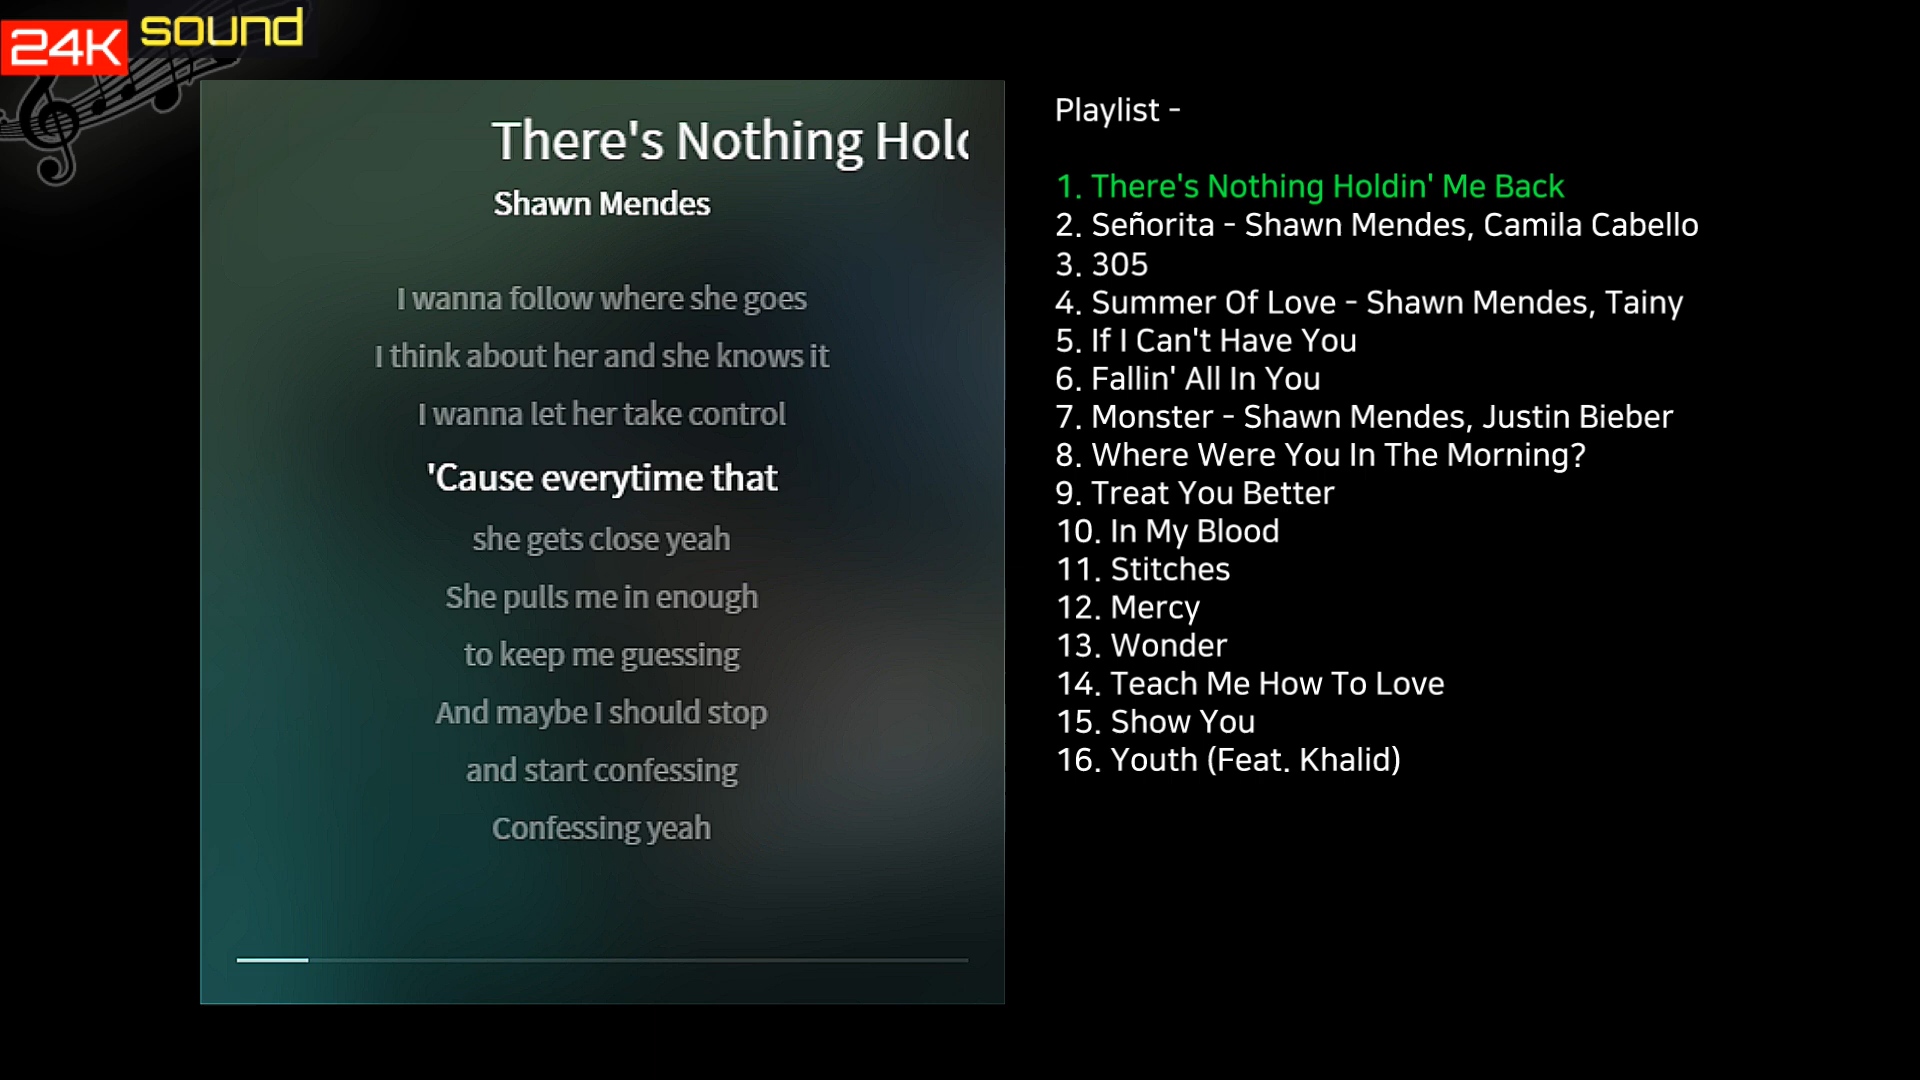 24K sound
There's Nothing Hol
Shawn Mendes
I wanna follow where she goes
I think about her and she knows it
I wanna let her take control
'Cause everytime that
she gets close yeah
She pulls me in enough
to keep me guessing
And maybe I should stop
and start confessing
Confessing yeah
Playlist -
1. There's Nothing Holdin' Me Back
2. Señorita - Shawn Mendes, Camila Cabello
3. 305
4. Summer Of Love - Shawn Mendes, Tainy
5. If I Can't Have You
6. Fallin' All In You
7. Monster - Shawn Mendes, Justin Bieber
8. Where Were You In The Morning?
9. Treat You Better
10. In My Blood
11. Stitches
12. Mercy
13. Wonder
14. Teach Me How To Love
15. Show You
16. Youth (Feat. Khalid)